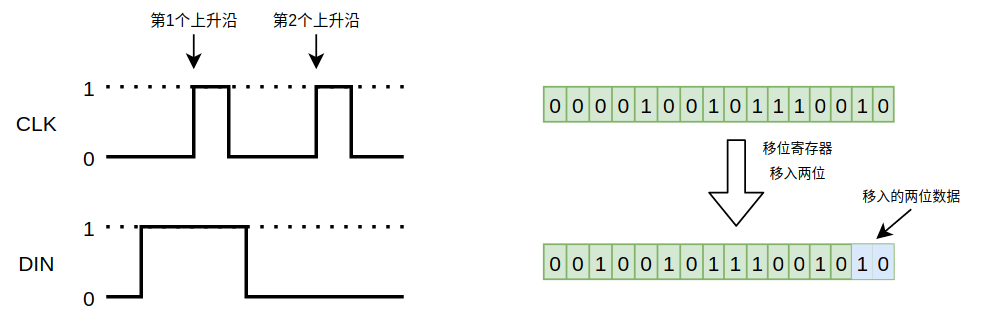 第1个上升沿
第2个上升沿
1
CLK
0
1
DIN
0
0 0 0 0 1 0 0 1 0 1 1 1 0 0 1 0
移位寄存器
移入两位
移入的两位数据
0 0 1 0 0 1 0 1 1 1 0 0 1 0 1 0